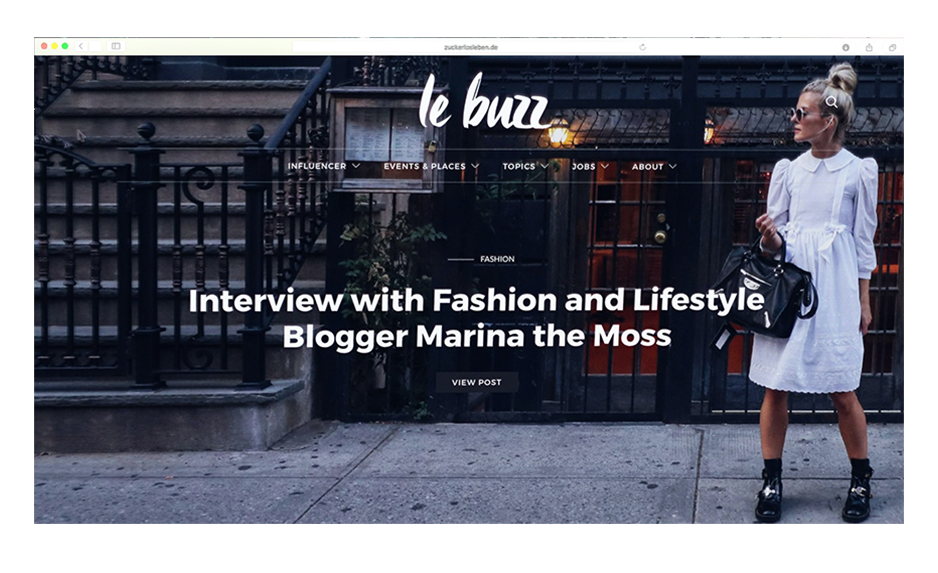 zuckerlosleben.de
le buzz
INFLUENCER EVENTS & PLACES TOPICS JOBS ABOUT
FASHION
Interview with Fashion and Lifestyle
Blogger Marina the Moss
VIEW POST